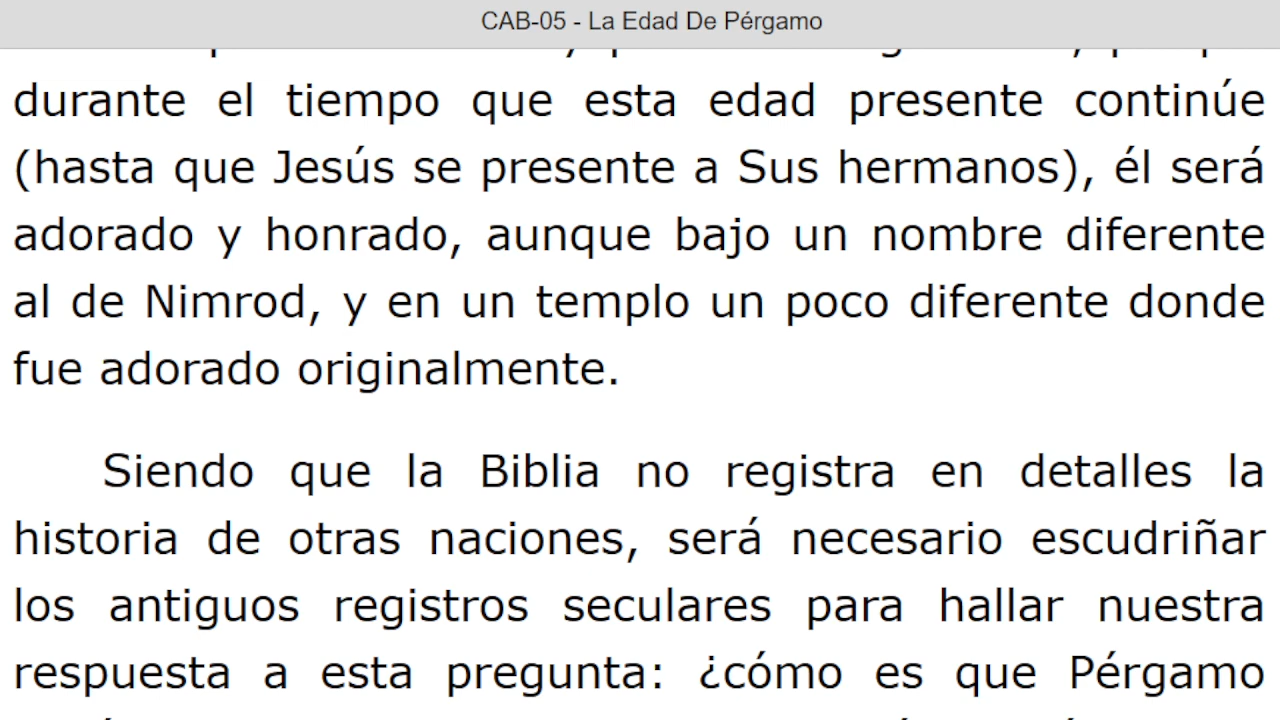 CAB-05 - La Edad De Pérgamo
durante el tiempo que esta edad presente continúe
(hasta que Jesús se presente a Sus hermanos), él será
adorado y honrado, aunque bajo un nombre diferente
al de Nimrod, y en un templo un poco diferente donde
fue adorado originalmente.
Siendo que la Biblia no registra en detalles la
historia de otras naciones, será necesario escudriñar
los antiguos registros seculares para hallar nuestra
respuesta a esta pregunta: ¿cómo es que Pérgamo